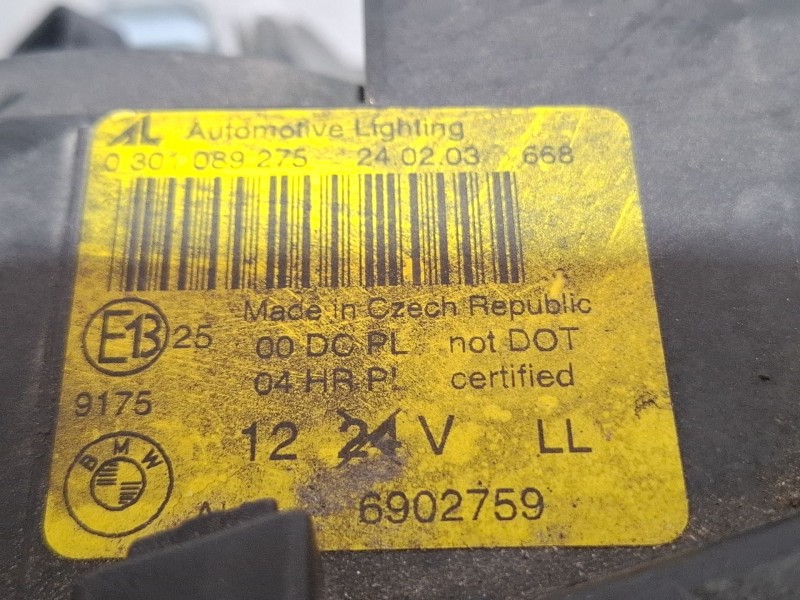 AL Automotive Lighting
0 301 089 275 24.02.03 668
Made in Czech Republic
E13 25 00 DC PL not DOT
04 HR PL certified
9175
12 24 V LL
BMW
6902759